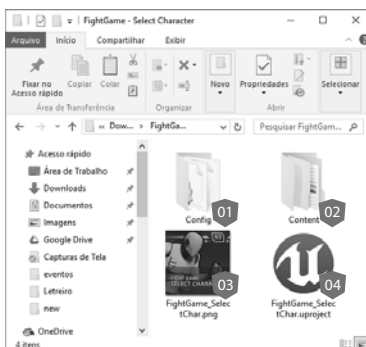 FightGame - Select Character
Arquivo Início Compartilhar Exibir
Fixar no Acesso rápido
Copiar
Colar
Novo
Propriedades
Selecionar
Área de Transferência
Organizar
Abrir
Dow... > FightGa...
Pesquisar FightGam...
Acesso rápido
Área de Trabalho
Downloads
Documentos
Imagens
Google Drive
Capturas de Tela
eventos
Letreiro
new
OneDrive
Config
01
Content
02
SELECT CHARA
03
FightGame_Selec
tChar.png
04
FightGame_Selec
tChar.uproject
4 itens